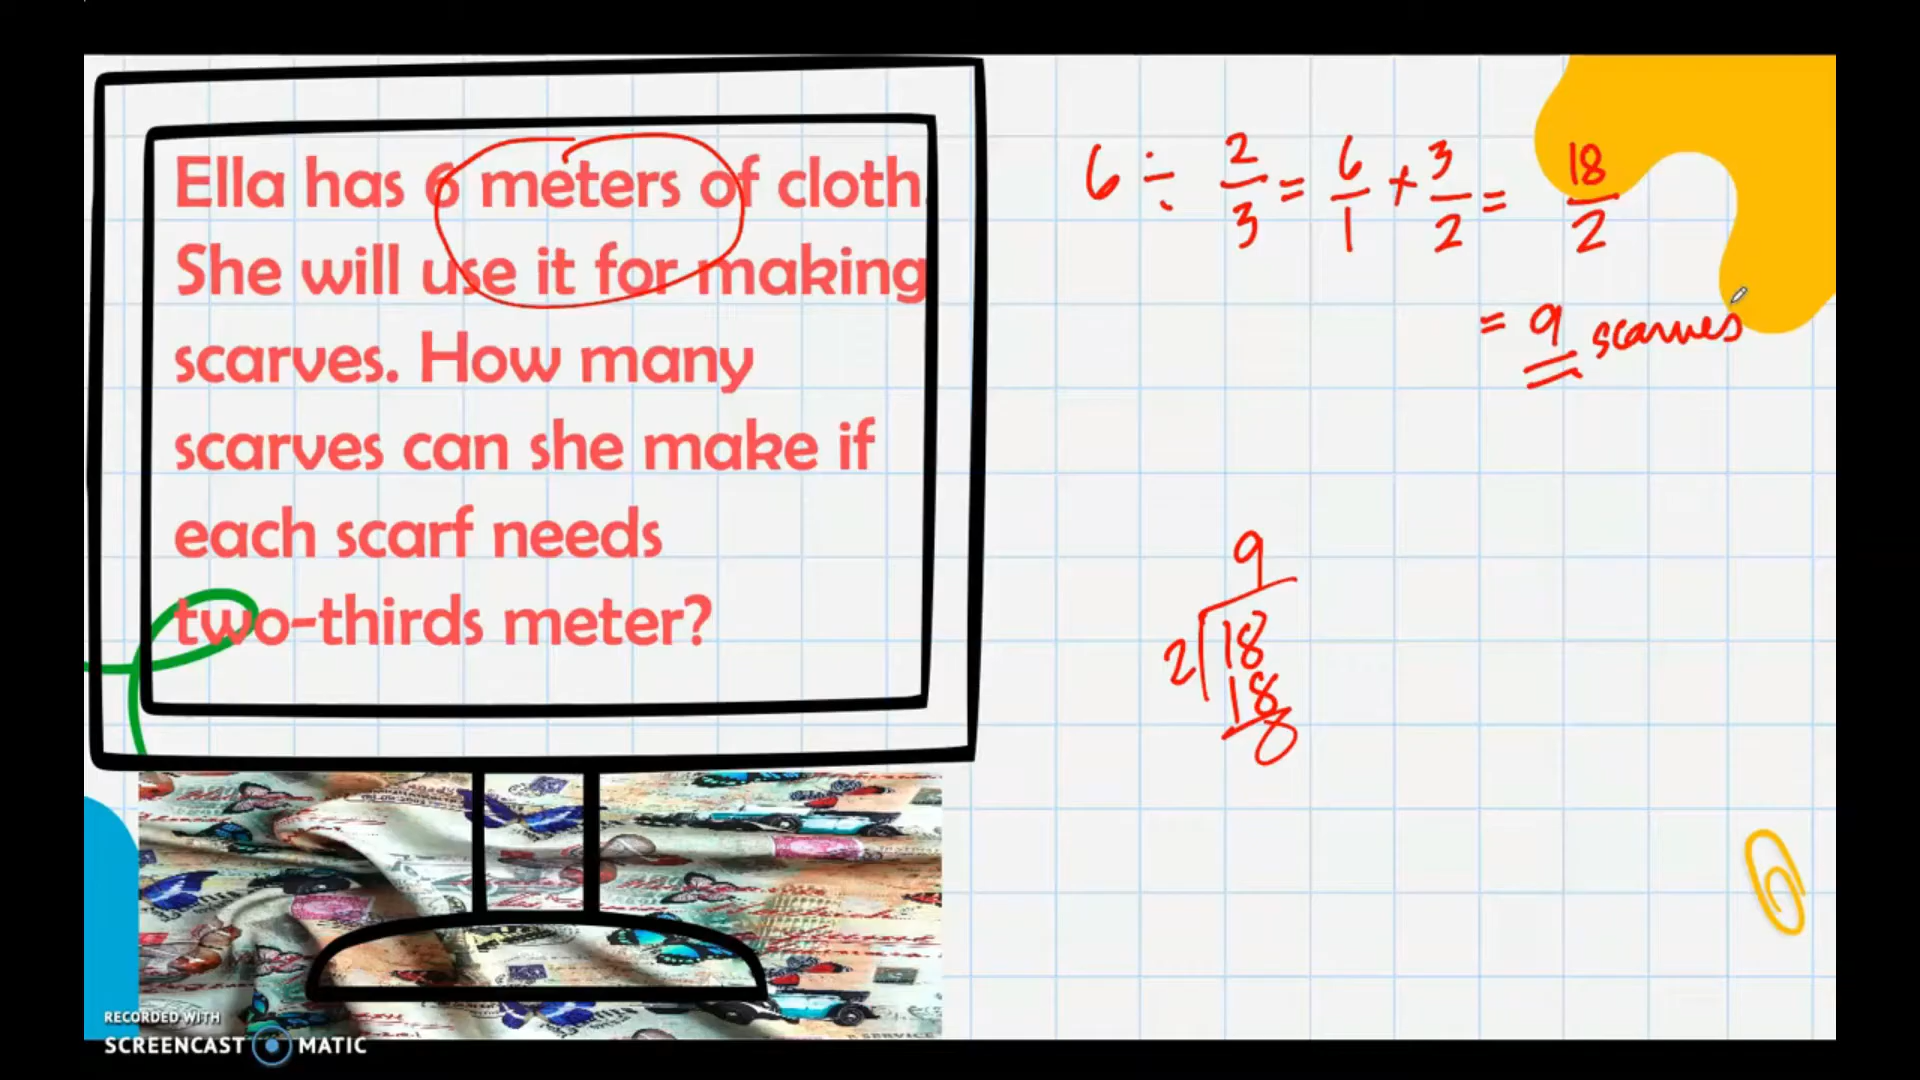 Ella has 6 meters of cloth.
She will use it for making
scarves. How many
scarves can she make if
each scarf needs
two-thirds meter?
6 ÷ 2/3 = 6/1 × 3/2 = 18/2
= 9 scarves
9
2 18
18
0
RECORDED WITH
SCREENCAST MATIC